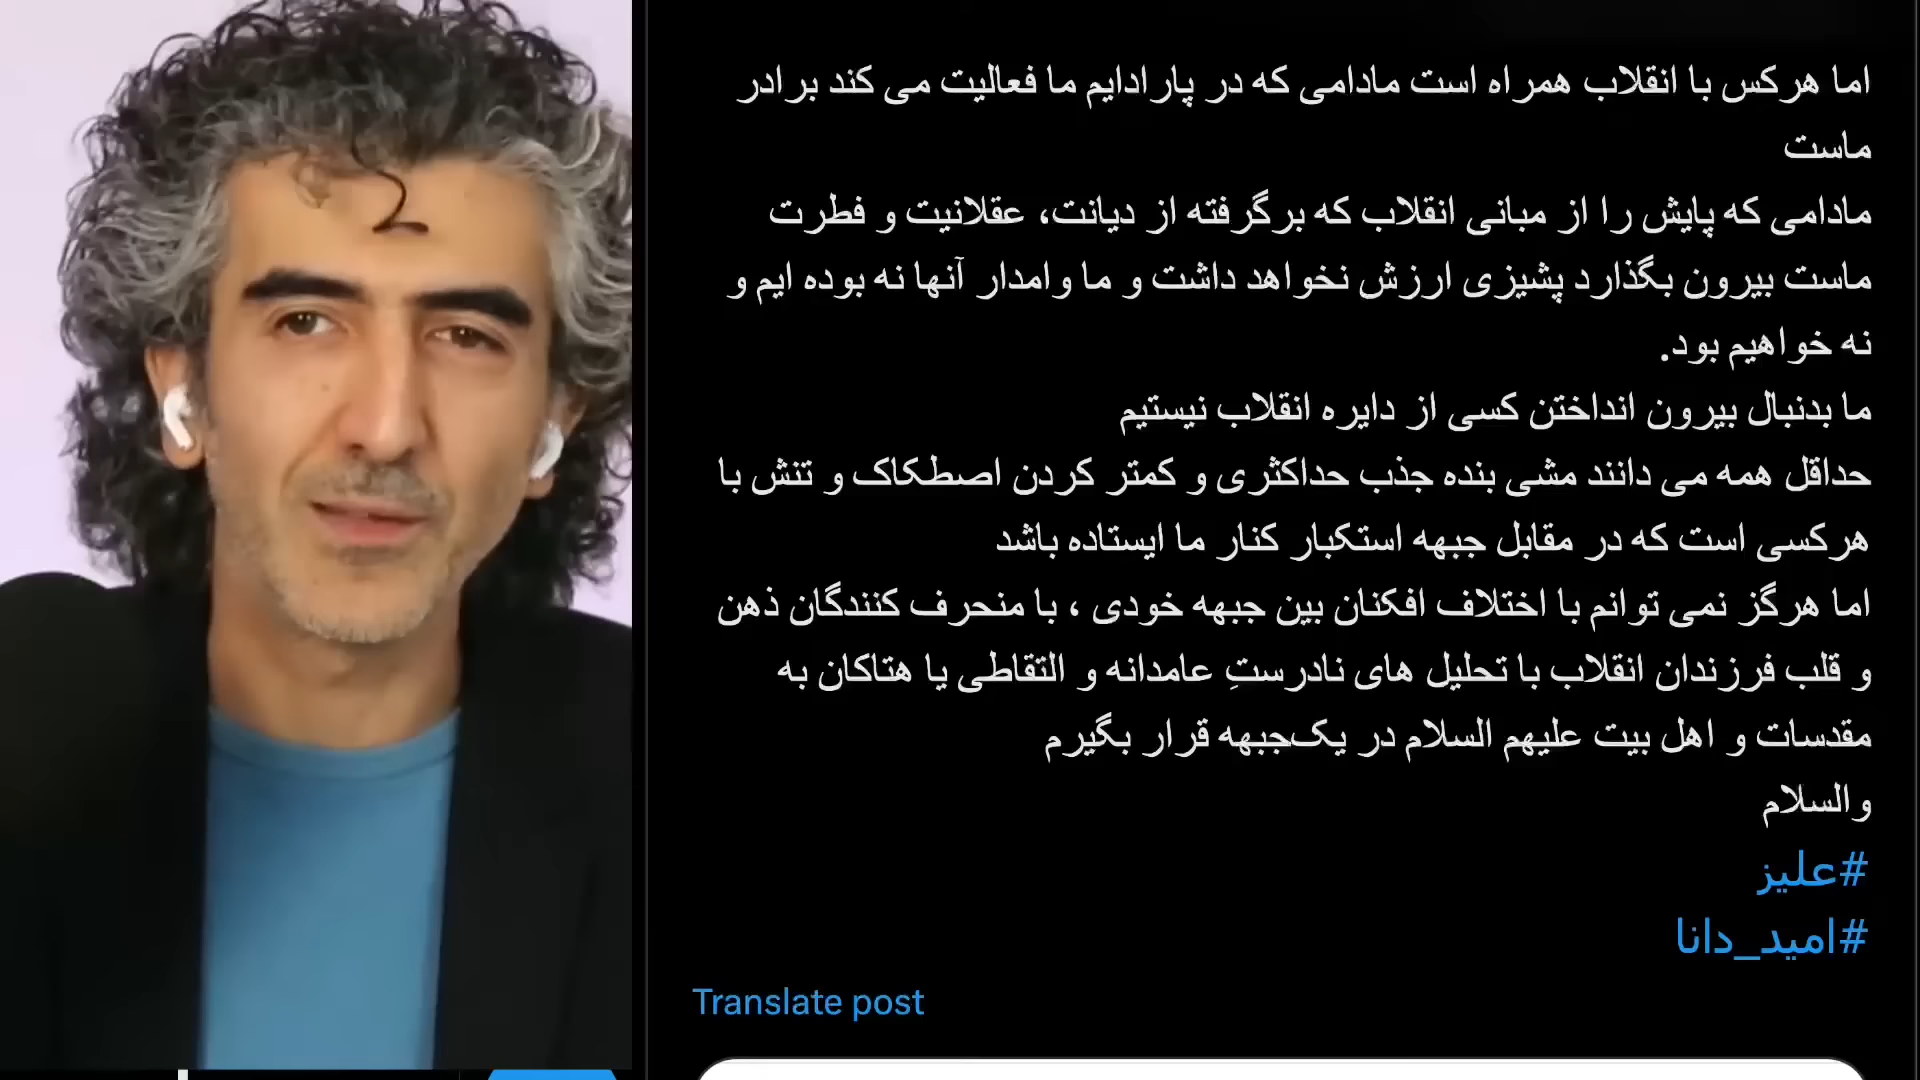 اما هرکس با انقلاب همراه است مادامی که در پارادایم ما فعالیت می کند برادر
ماست
مادامی که پایش را از مبانی انقلاب که برگرفته از دیانت، عقلانیت و فطرت
ماست بیرون بگذارد پشیزی ارزش نخواهد داشت و ما وامدار آنها نه بوده ایم و
نه خواهیم بود.
ما بدنبال بیرون انداختن کسی از دایره انقلاب نیستیم
حداقل همه می دانند مشی بنده جذب حداکثری و کمتر کردن اصطکاک و تنش با
هرکسی است که در مقابل جبهه استکبار کنار ما ایستاده باشد
اما هرگز نمی توانم با اختلاف افکنان بین جبهه خودی ، با منحرف کنندگان ذهن
و قلب فرزندان انقلاب با تحلیل های نادرستِ عامدانه و التقاطی یا هتاکان به
مقدسات و اهل بیت علیهم السلام در یک‌جبهه قرار بگیرم
والسلام
#علیز
#امید_دانا
Translate post